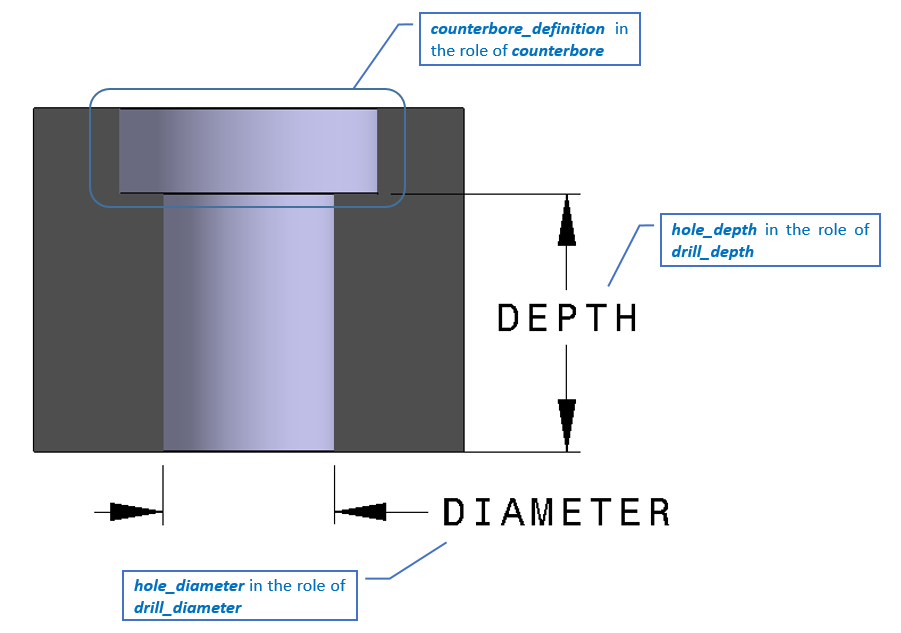 counterbore_definition in
the role of counterbore
hole_depth in the role of
drill_depth
DEPTH
DIAMETER
hole_diameter in the role of
drill_diameter